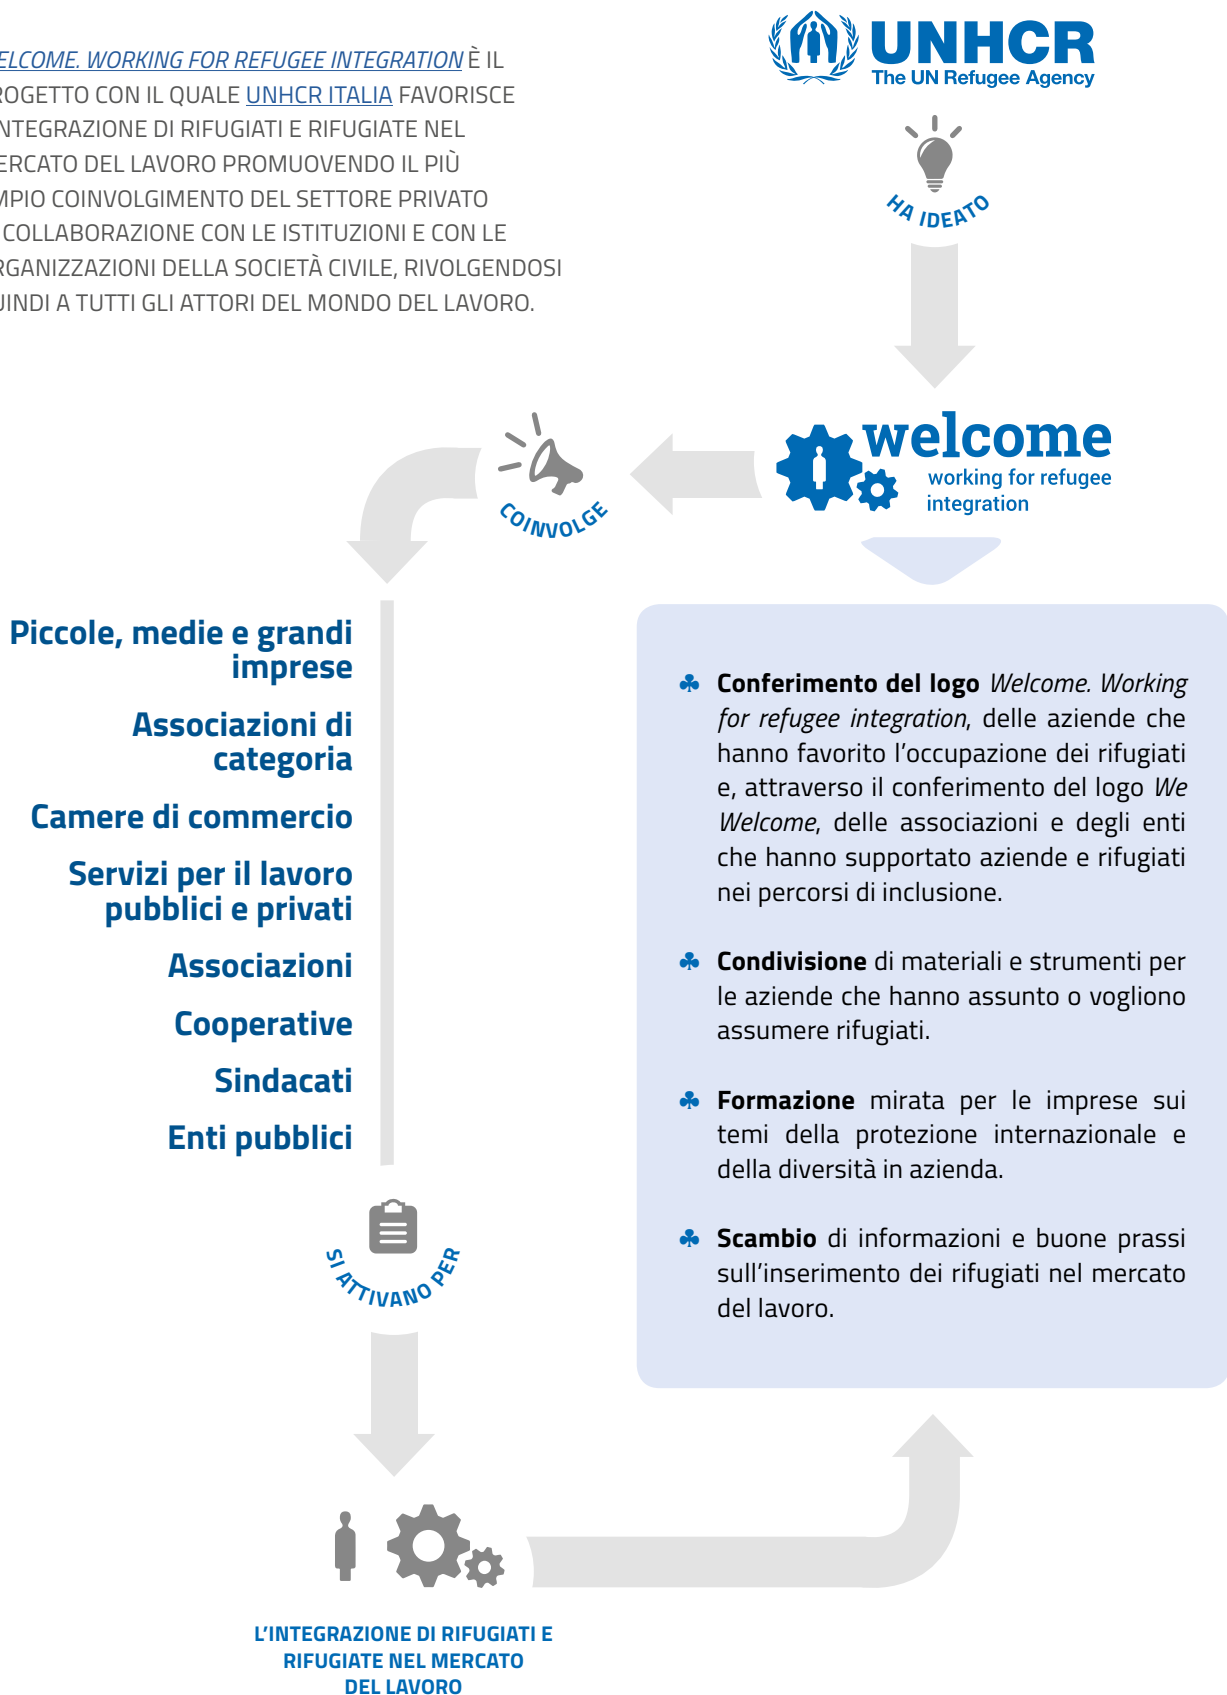 ELCOME. WORKING FOR REFUGEE INTEGRATION È IL
ROGETTO CON IL QUALE UNHCR ITALIA FAVORISCE
INTEGRAZIONE DI RIFUGIATI E RIFUGIATE NEL
ERCATO DEL LAVORO PROMUOVENDO IL PIÙ
MPIO COINVOLGIMENTO DEL SETTORE PRIVATO
COLLABORAZIONE CON LE ISTITUZIONI E CON LE
RGANIZZAZIONI DELLA SOCIETÀ CIVILE, RIVOLGENDOSI
UINDI A TUTTI GLI ATTORI DEL MONDO DEL LAVORO.
UNHCR
The UN Refugee Agency
HA IDEATO
welcome
working for refugee
integration
COINVOLGE
Piccole, medie e grandi
imprese
Associazioni di
categoria
Camere di commercio
Servizi per il lavoro
pubblici e privati
Associazioni
Cooperative
Sindacati
Enti pubblici
SI ATTIVANO PER
L'INTEGRAZIONE DI RIFUGIATI E
RIFUGIATE NEL MERCATO
DEL LAVORO
♣ Conferimento del logo Welcome. Working
for refugee integration, delle aziende che
hanno favorito l'occupazione dei rifugiati
e, attraverso il conferimento del logo We
Welcome, delle associazioni e degli enti
che hanno supportato aziende e rifugiati
nei percorsi di inclusione.
♣ Condivisione di materiali e strumenti per
le aziende che hanno assunto o vogliono
assumere rifugiati.
♣ Formazione mirata per le imprese sui
temi della protezione internazionale e
della diversità in azienda.
♣ Scambio di informazioni e buone prassi
sull'inserimento dei rifugiati nel mercato
del lavoro.